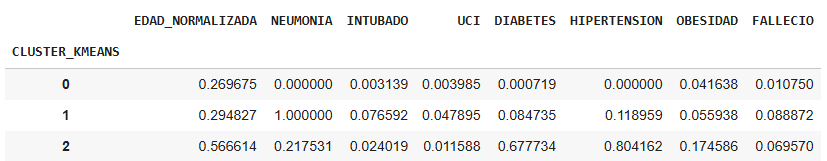 EDAD_NORMALIZADA NEUMONIA INTUBADO UCI DIABETES HIPERTENSION OBESIDAD FALLECIO
CLUSTER_KMEANS
0 0.269675 0.000000 0.003139 0.003985 0.000719 0.000000 0.041638 0.010750
1 0.294827 1.000000 0.076592 0.047895 0.084735 0.118959 0.055938 0.088872
2 0.566614 0.217531 0.024019 0.011588 0.677734 0.804162 0.174586 0.069570